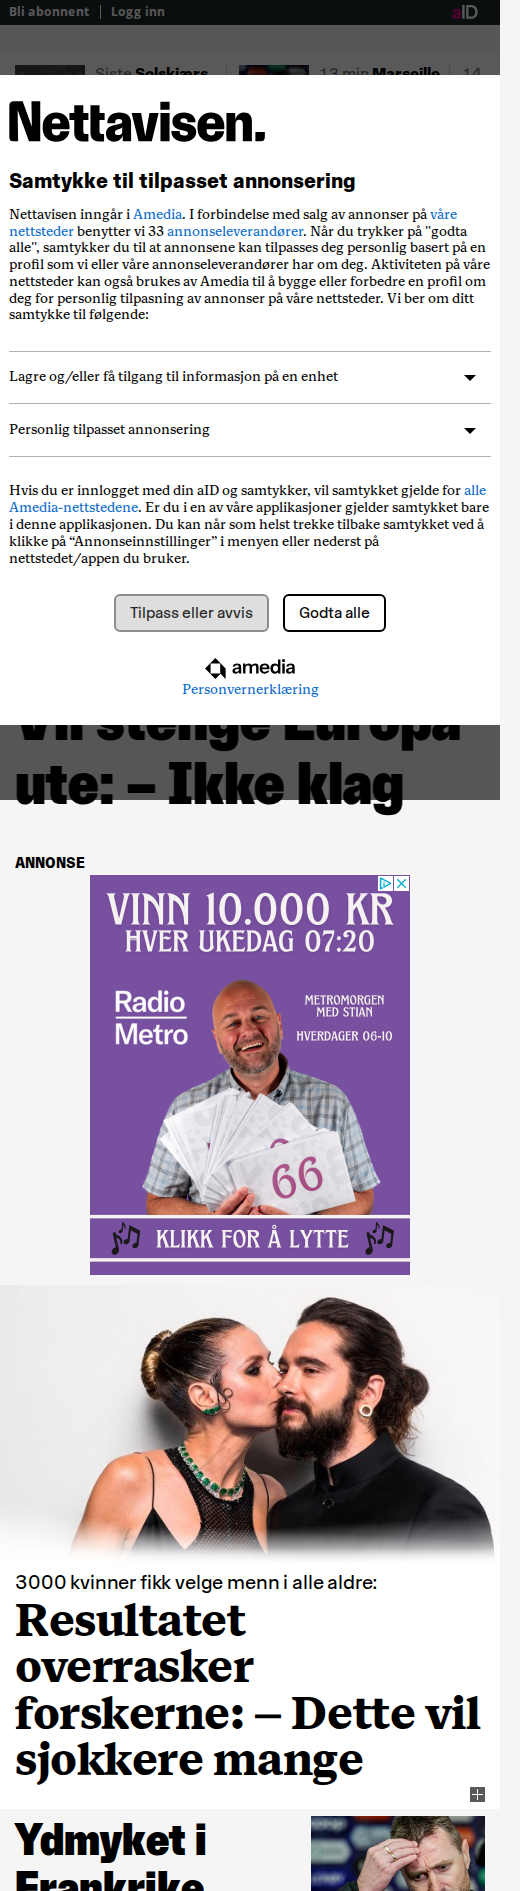 Bli abonnent
Logg inn
aID
Siste Solskjærs
13 min Marseille
14
Nettavisen.
Samtykke til tilpasset annonsering
Nettavisen inngår i Amedia. I forbindelse med salg av annonser på våre
nettsteder benytter vi 33 annonseleverandører. Når du trykker på "godta
alle", samtykker du til at annonsene kan tilpasses deg personlig basert på en
profil som vi eller våre annonseleverandører har om deg. Aktiviteten på våre
nettsteder kan også brukes av Amedia til å bygge eller forbedre en profil om
deg for personlig tilpasning av annonser på våre nettsteder. Vi ber om ditt
samtykke til følgende:
Lagre og/eller få tilgang til informasjon på en enhet
Personlig tilpasset annonsering
Hvis du er innlogget med din aID og samtykker, vil samtykket gjelde for alle
Amedia-nettstedene. Er du i en av våre applikasjoner gjelder samtykket bare
i denne applikasjonen. Du kan når som helst trekke tilbake samtykket ved å
klikke på “Annonseinnstillinger” i menyen eller nederst på
nettstedet/appen du bruker.
Tilpass eller avvis
Godta alle
amedia
Personvernerklæring
Vil stenge Europa
ute: – Ikke klag
ANNONSE
VINN 10.000 KR
HVER UKEDAG 07:20
Radio
Metro
METROMORGEN
MED STIAN
HVERDAGER 06-10
66
KLIKK FOR Å LYTTE
3000 kvinner fikk velge menn i alle aldre:
Resultatet
overrasker
forskerne: – Dette vil
sjokkere mange
Ydmyket i
Frankrike